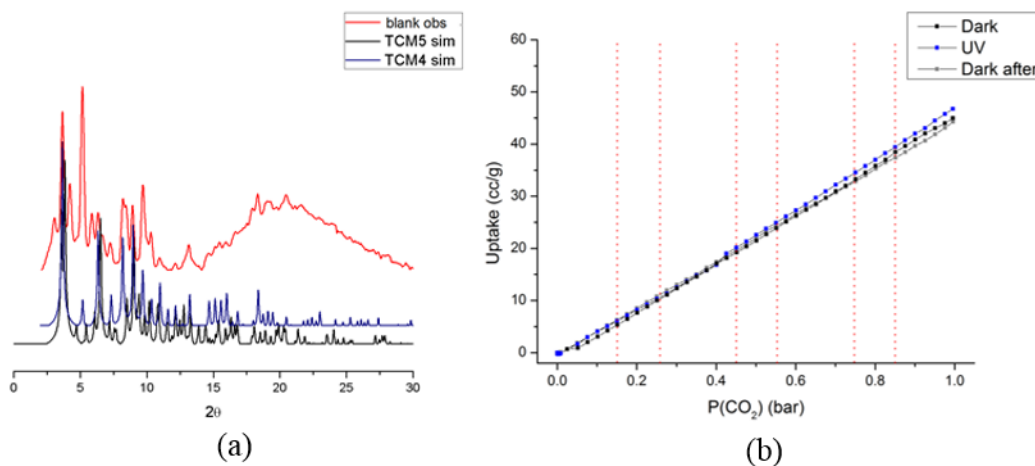 blank obs
TCM5 sim
TCM4 sim
0 5 10 15 20 25 30
2θ
(a)
Dark
UV
Dark after
60
50
40
30
20
10
0
Uptake (cc/g)
0.0 0.2 0.4 0.6 0.8 1.0
P(CO₂) (bar)
(b)